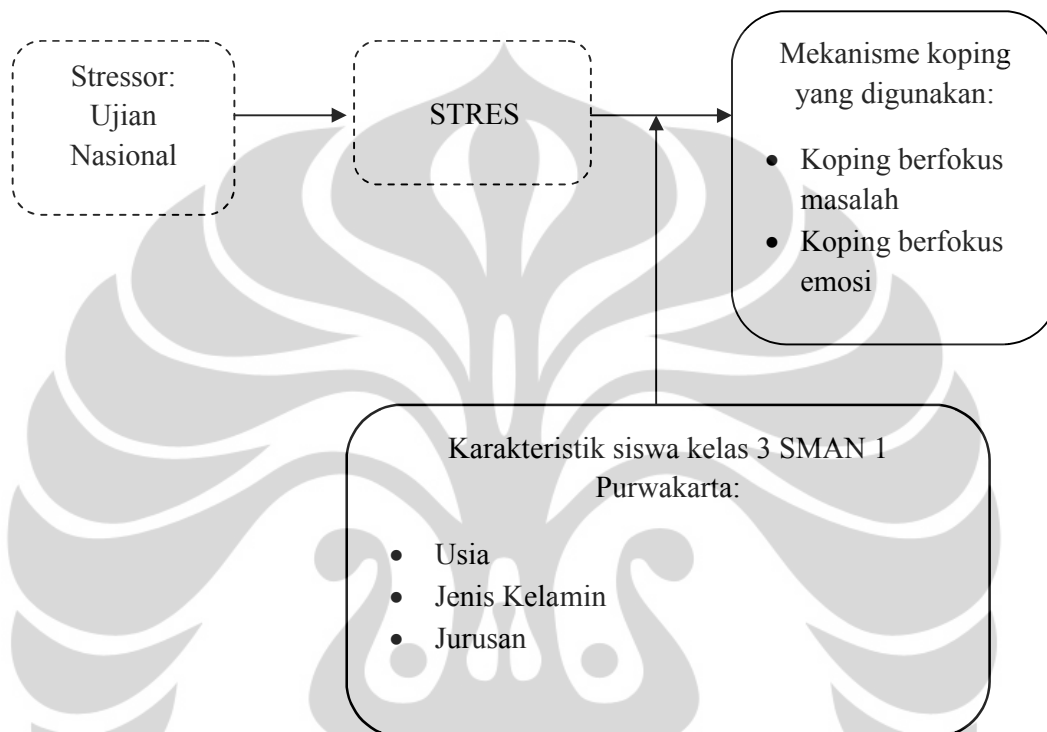 Stressor:
Ujian
Nasional
STRES
Mekanisme koping
yang digunakan:
• Koping berfokus
masalah
• Koping berfokus
emosi
Karakteristik siswa kelas 3 SMAN 1
Purwakarta:
• Usia
• Jenis Kelamin
• Jurusan